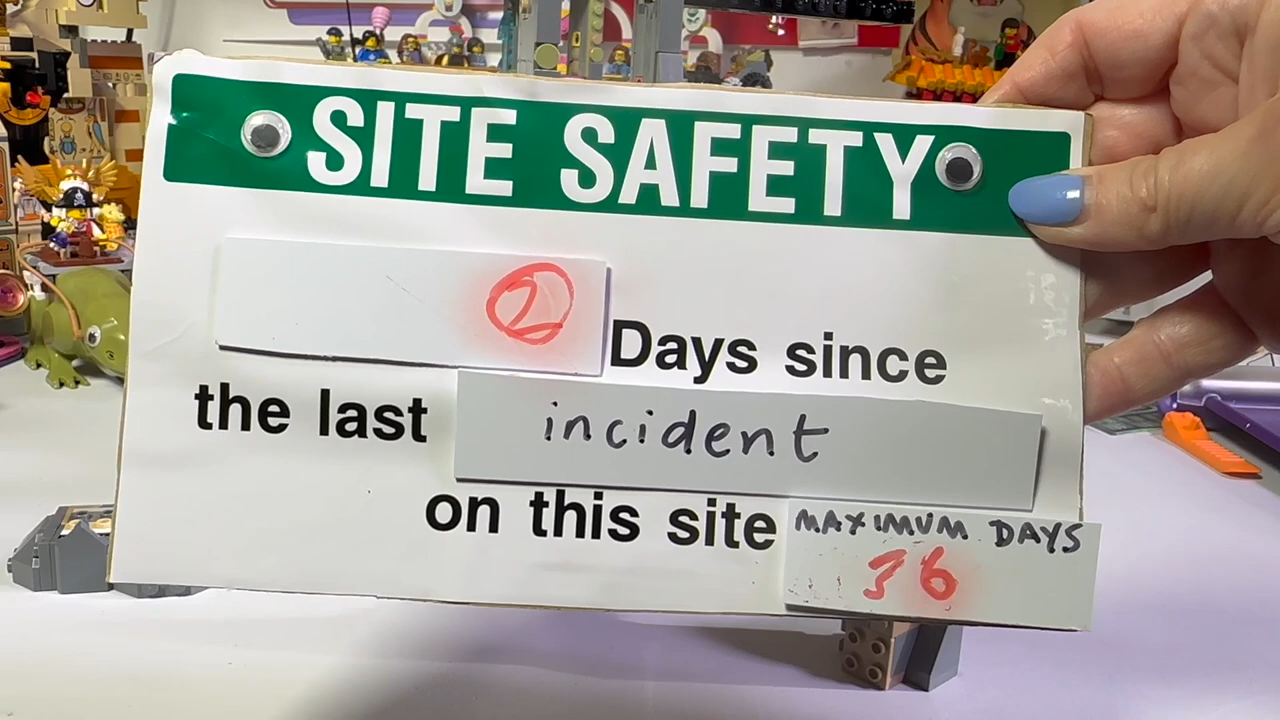 SITE SAFETY
2 Days since
the last incident
on this site MAXIMUM DAYS
36